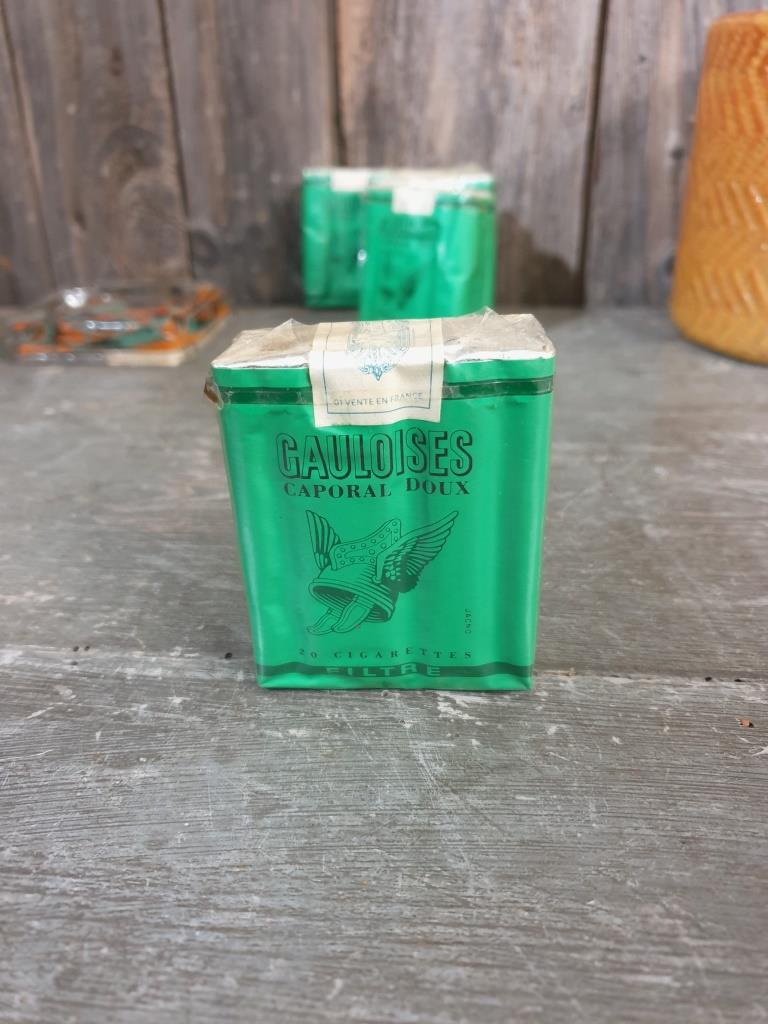 VENTE EN FRANCE
GAULOISES
CAPORAL DOUX
JACNO
20 CIGARETTES
FILTRE